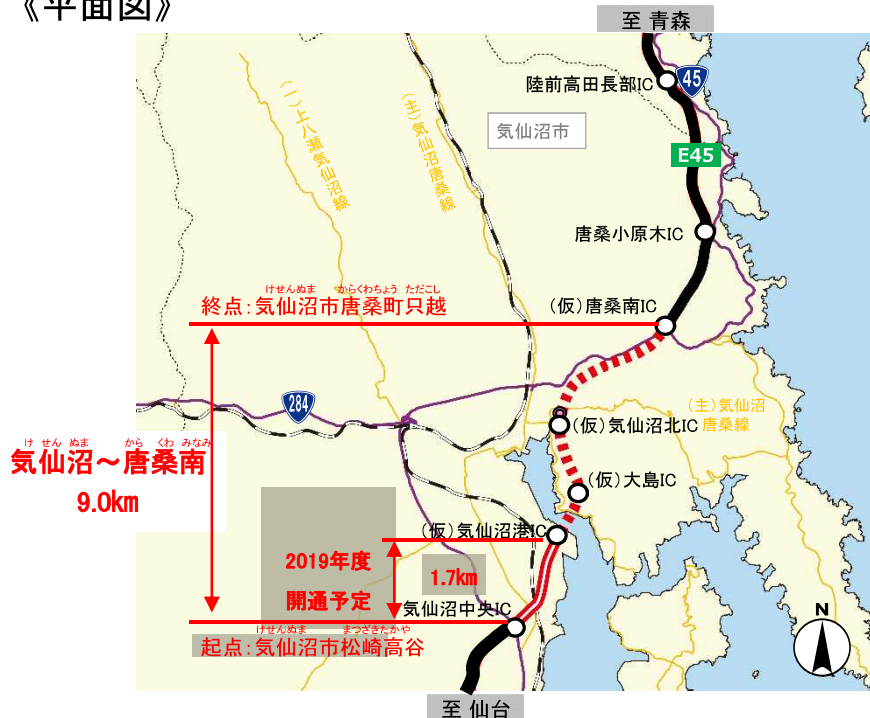 《平面図》
至 青森
陸前高田長部IC
45
(一)上八瀬気仙沼線
(主)気仙沼唐桑線
気仙沼市
E45
唐桑小原木IC
けせんぬま からくわちょう ただこし
終点:気仙沼市唐桑町只越
(仮)唐桑南IC
284
(主)気仙沼
唐桑線
(仮)気仙沼北IC
け せん ぬま から くわ みなみ
気仙沼~唐桑南
9.0km
(仮)大島IC
(仮)気仙沼港IC
2019年度
開通予定
1.7km
気仙沼中央IC
けせんぬま まつざきたかや
起点:気仙沼市松崎高谷
N
至 仙台